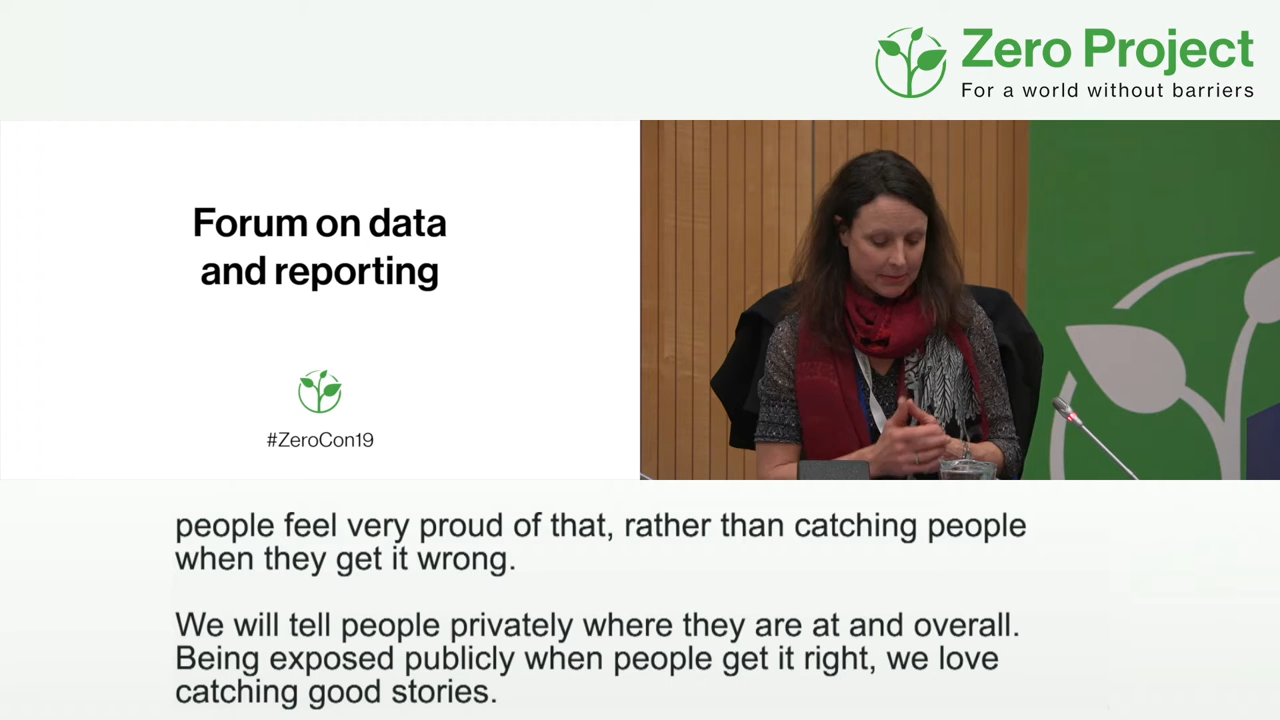 Zero Project
For a world without barriers
Forum on data
and reporting
#ZeroCon19
people feel very proud of that, rather than catching people
when they get it wrong.
We will tell people privately where they are at and overall.
Being exposed publicly when people get it right, we love
catching good stories.